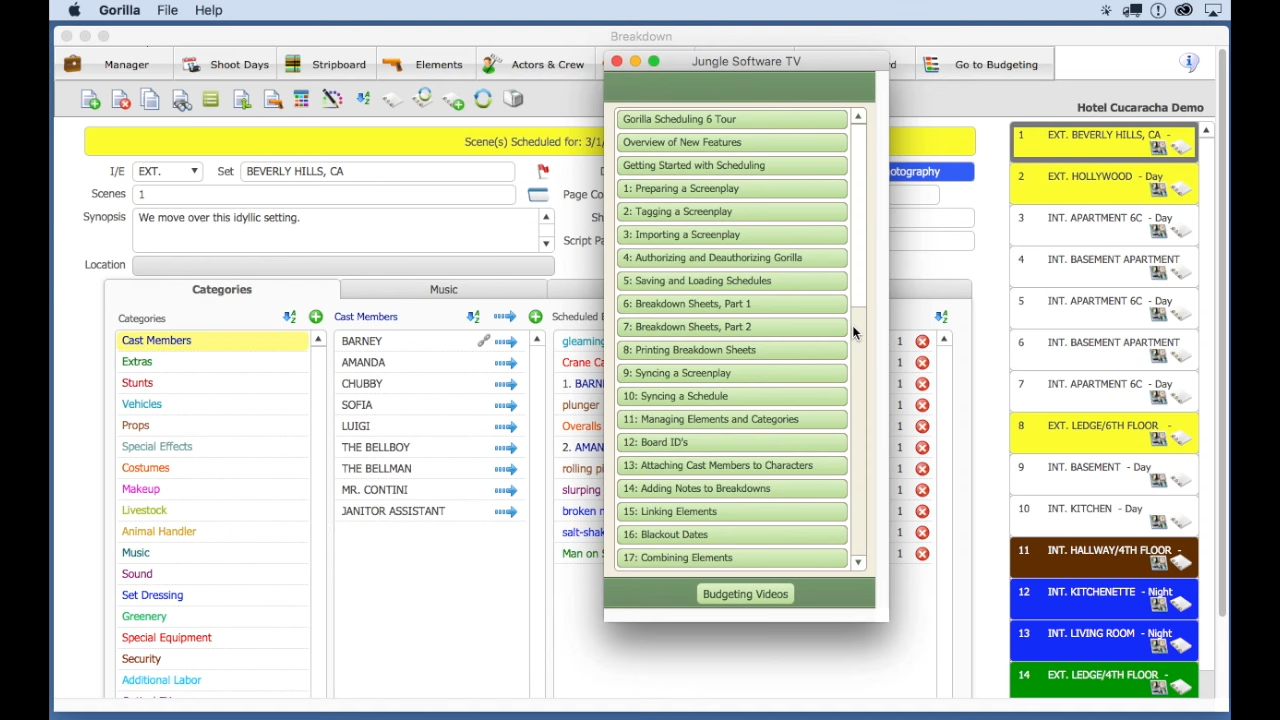 Gorilla File Help
Breakdown
Manager Shoot Days Stripboard Elements Actors & Crew Go to Budgeting
Jungle Software TV
Hotel Cucaracha Demo
Scene(s) Scheduled for: 3/1/
I/E EXT. Set BEVERLY HILLS, CA
Scenes 1 Page Co
Synopsis We move over this idyllic setting.
Script Pa
Location
Categories Music
Categories
Cast Members
Extras
Stunts
Vehicles
Props
Special Effects
Costumes
Makeup
Livestock
Animal Handler
Music
Sound
Set Dressing
Greenery
Special Equipment
Security
Additional Labor
Cast Members
BARNEY
AMANDA
CHUBBY
SOFIA
LUIGI
THE BELLBOY
THE BELLMAN
MR. CONTINI
JANITOR ASSISTANT
Scheduled
gleaming
Crane Ca
1. BARN
plunger
Overalls
2. AMAN
rolling pi
slurping
broken
salt-shak
Man on
1
1
1
1
1
1
1
1
1
1
1
Gorilla Scheduling 6 Tour
Overview of New Features
Getting Started with Scheduling
1: Preparing a Screenplay
2: Tagging a Screenplay
3: Importing a Screenplay
4: Authorizing and Deauthorizing Gorilla
5: Saving and Loading Schedules
6: Breakdown Sheets, Part 1
7: Breakdown Sheets, Part 2
8: Printing Breakdown Sheets
9: Syncing a Screenplay
10: Syncing a Schedule
11: Managing Elements and Categories
12: Board ID's
13: Attaching Cast Members to Characters
14: Adding Notes to Breakdowns
15: Linking Elements
16: Blackout Dates
17: Combining Elements
Budgeting Videos
otography
1 EXT. BEVERLY HILLS, CA -
2 EXT. HOLLYWOOD - Day
3 INT. APARTMENT 6C - Day
4 INT. BASEMENT APARTMENT
5 INT. APARTMENT 6C - Day
6 INT. BASEMENT APARTMENT
7 INT. APARTMENT 6C - Day
8 EXT. LEDGE/6TH FLOOR -
9 INT. BASEMENT - Day
10 INT. KITCHEN - Day
11 INT. HALLWAY/4TH FLOOR -
12 INT. KITCHENETTE - Night
13 INT. LIVING ROOM - Night
14 EXT. LEDGE/4TH FLOOR -